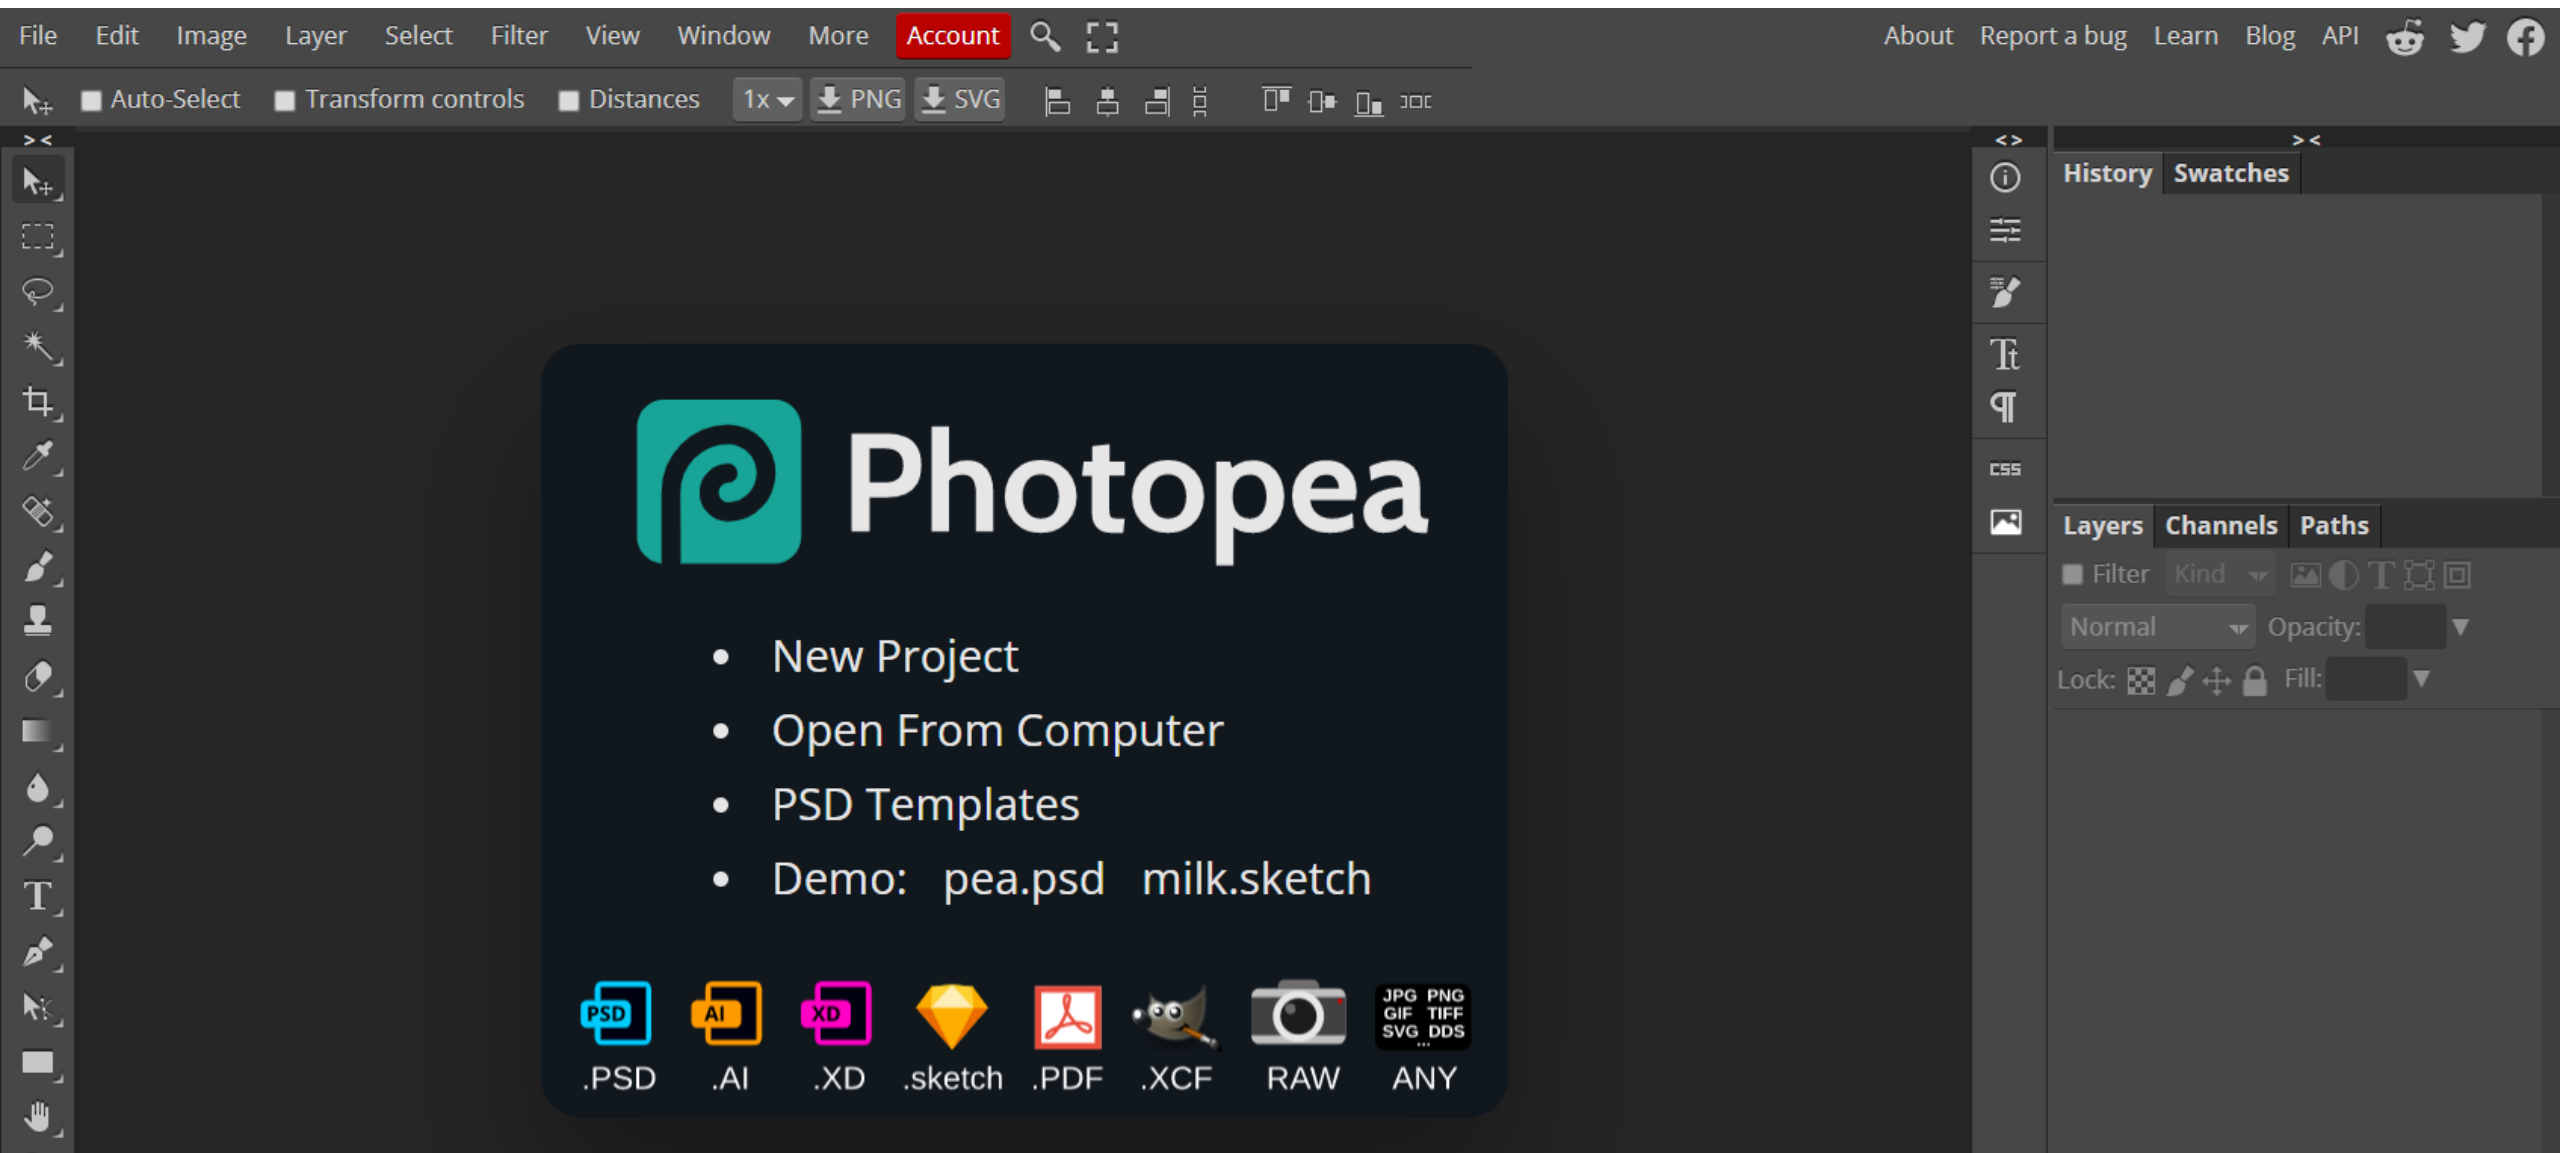 File Edit Image Layer Select Filter View Window More Account About Report a bug Learn Blog API
Auto-Select Transform controls Distances 1x PNG SVG
> < < > > <
History Swatches
Tt
¶
CSS
Layers Channels Paths
Filter Kind T
Normal Opacity:
Lock: Fill:
T
Photopea
• New Project
• Open From Computer
• PSD Templates
• Demo: pea.psd milk.sketch
PSD AI XD
JPG PNG
GIF TIFF
SVG DDS
...
.PSD .AI .XD .sketch .PDF .XCF RAW ANY